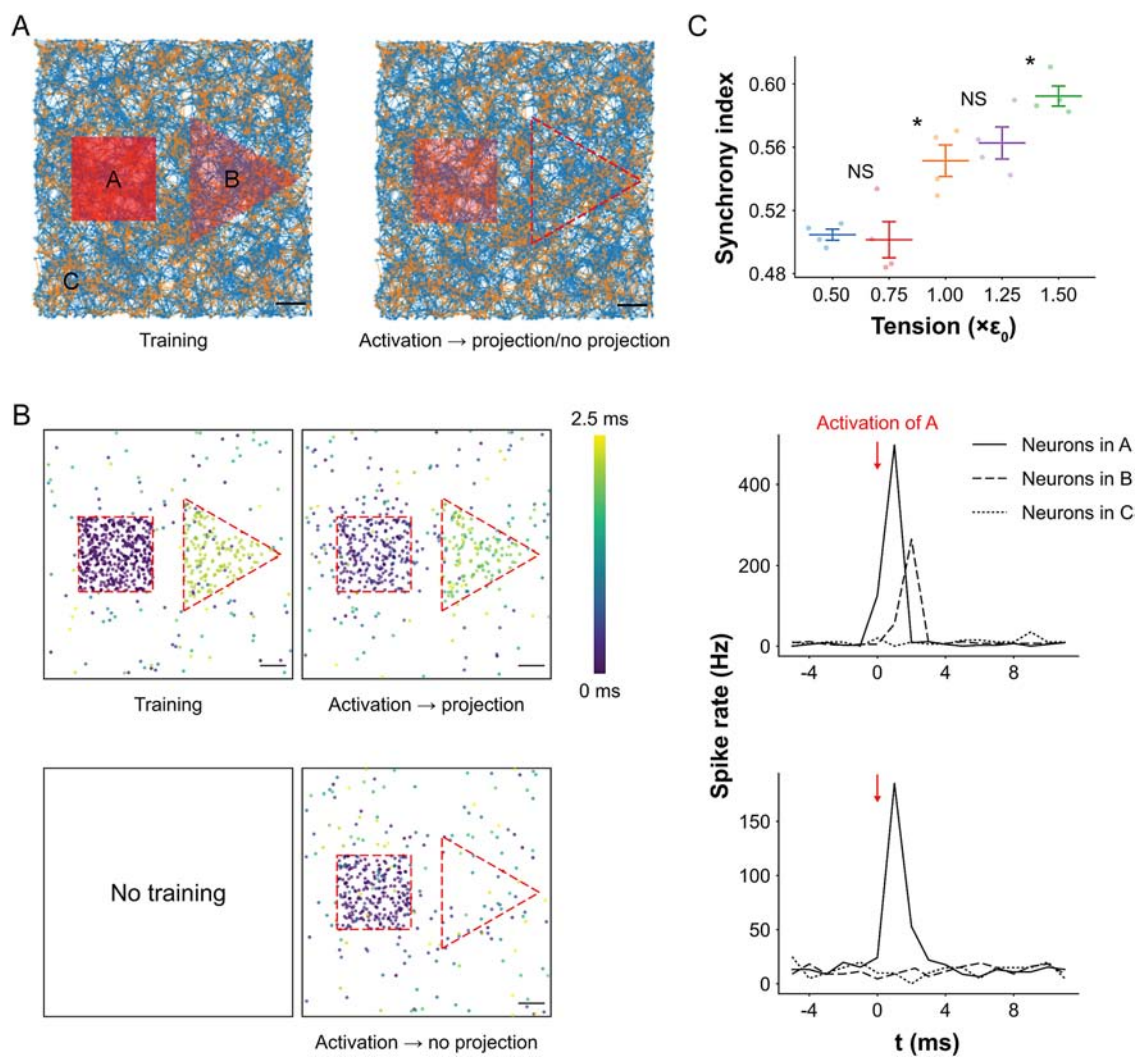 A
A
B
C
Training
Activation → projection/no projection
C
Synchrony index
0.60
0.56
0.52
0.48
NS
*
NS
*
0.50 0.75 1.00 1.25 1.50
Tension (×ε₀)
B
Training
Activation → projection
2.5 ms
0 ms
No training
Activation → no projection
Activation of A
Neurons in A
Neurons in B
Neurons in C
Spike rate (Hz)
400
200
0
-4 0 4 8
150
100
50
0
-4 0 4 8
t (ms)